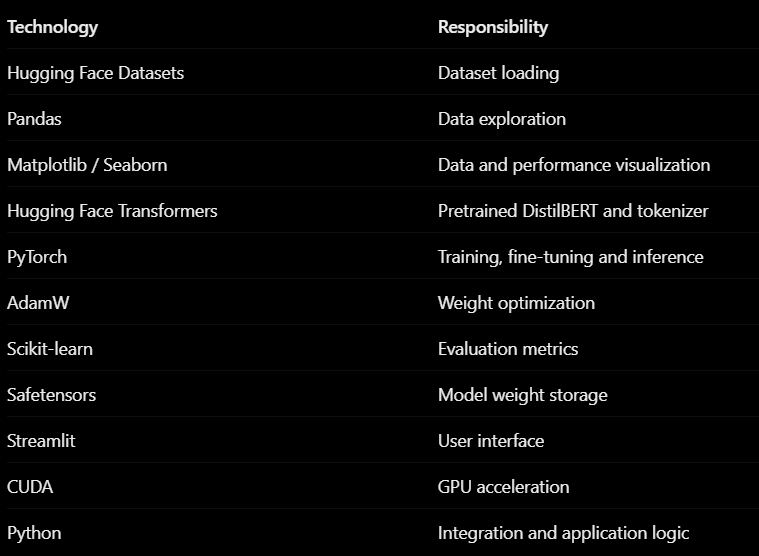 Technology Responsibility
Hugging Face Datasets Dataset loading
Pandas Data exploration
Matplotlib / Seaborn Data and performance visualization
Hugging Face Transformers Pretrained DistilBERT and tokenizer
PyTorch Training, fine-tuning and inference
AdamW Weight optimization
Scikit-learn Evaluation metrics
Safetensors Model weight storage
Streamlit User interface
CUDA GPU acceleration
Python Integration and application logic